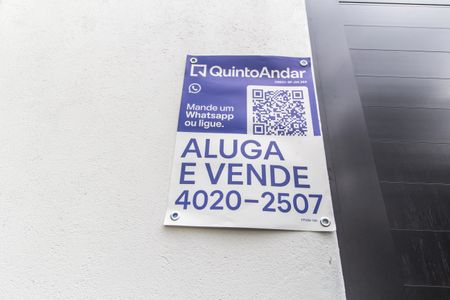 QuintoAndar
Mande um
Whatsapp
ou ligue.
ALUGA
E VENDE
4020-2507